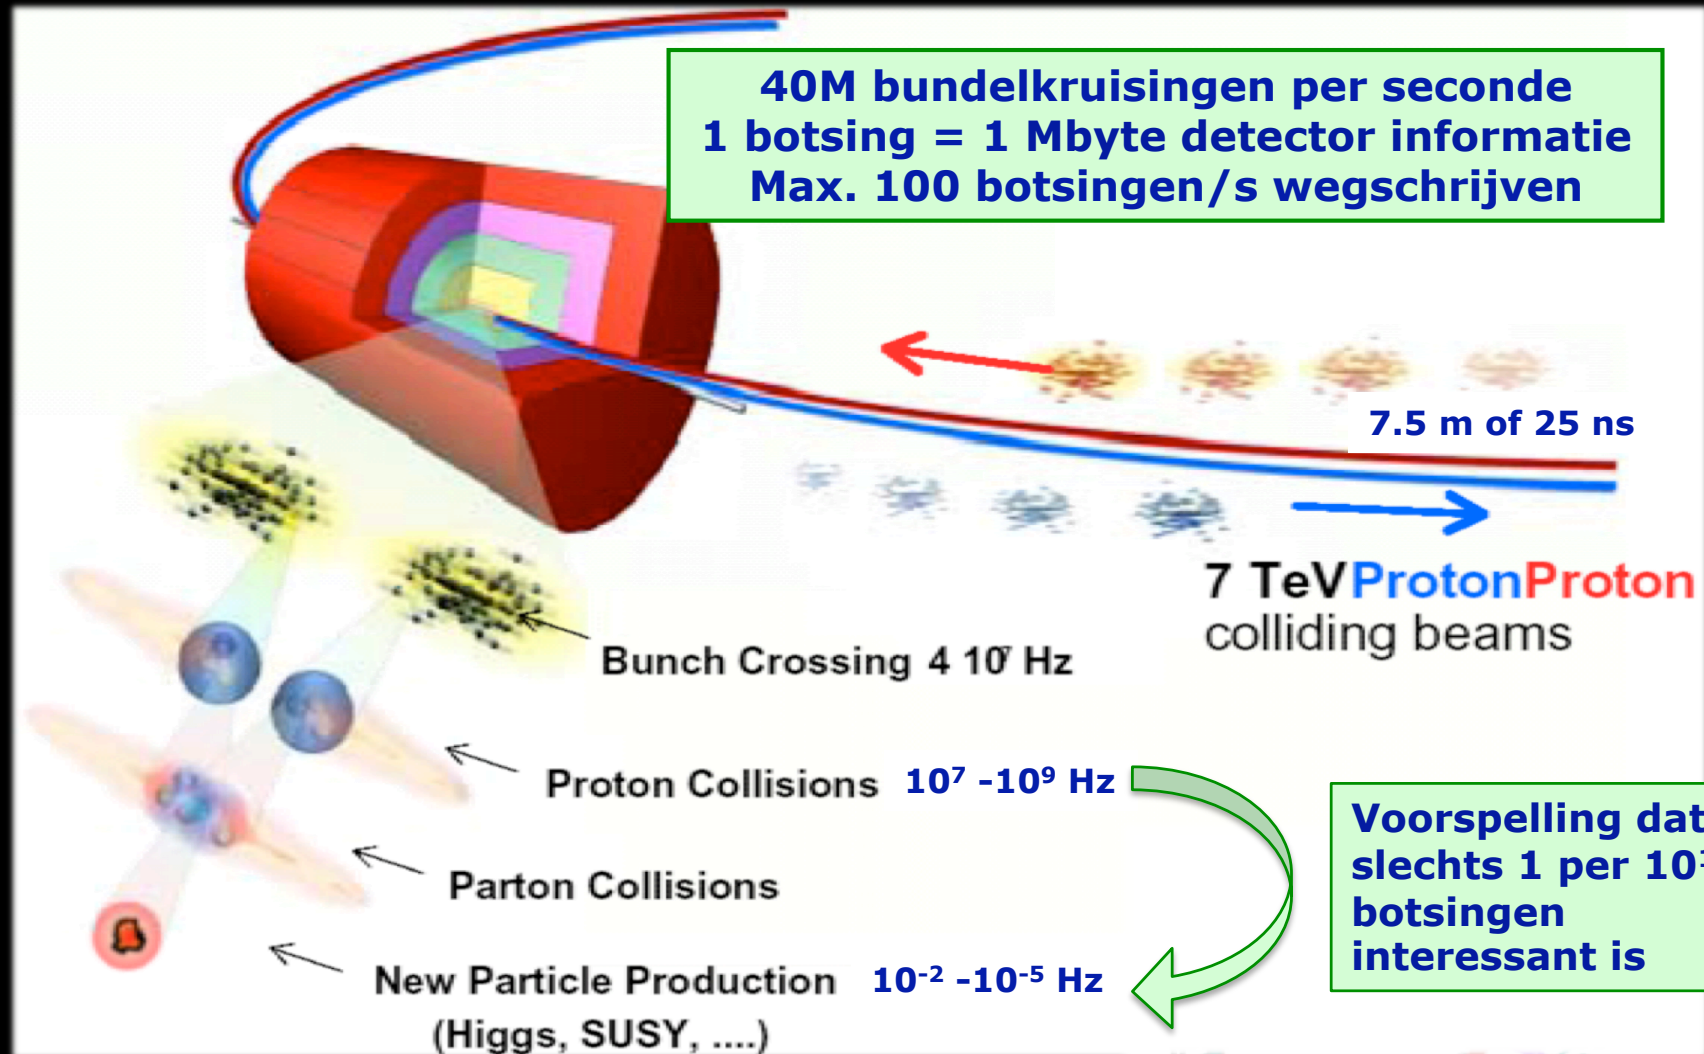 40M bundelkruisingen per seconde
1 botsing = 1 Mbyte detector informatie
Max. 100 botsingen/s wegschrijven
7.5 m of 25 ns
7 TeV Proton Proton
colliding beams
Bunch Crossing 4 10⁷ Hz
Proton Collisions 10⁷ -10⁹ Hz
Parton Collisions
New Particle Production 10⁻² -10⁻⁵ Hz
(Higgs, SUSY, ....)
Voorspelling dat
slechts 1 per
botsingen
interessant is